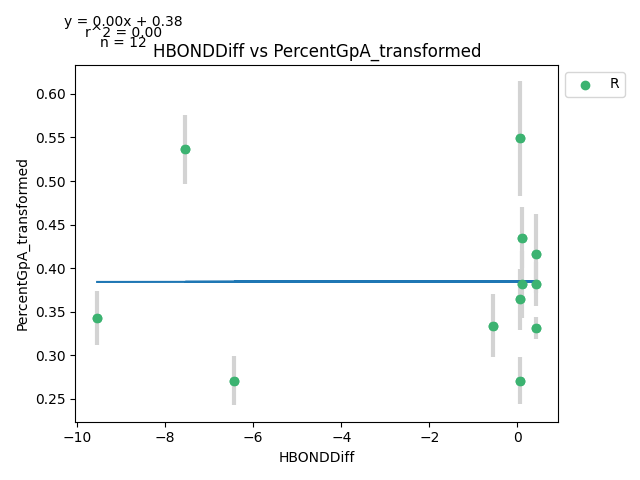 y = 0.00x + 0.38
r^2 = 0.00
n = 12
HBONDDiff vs PercentGpA_transformed
R
PercentGpA_transformed
0.60
0.55
0.50
0.45
0.40
0.35
0.30
0.25
−10
−8
−6
−4
−2
0
HBONDDiff